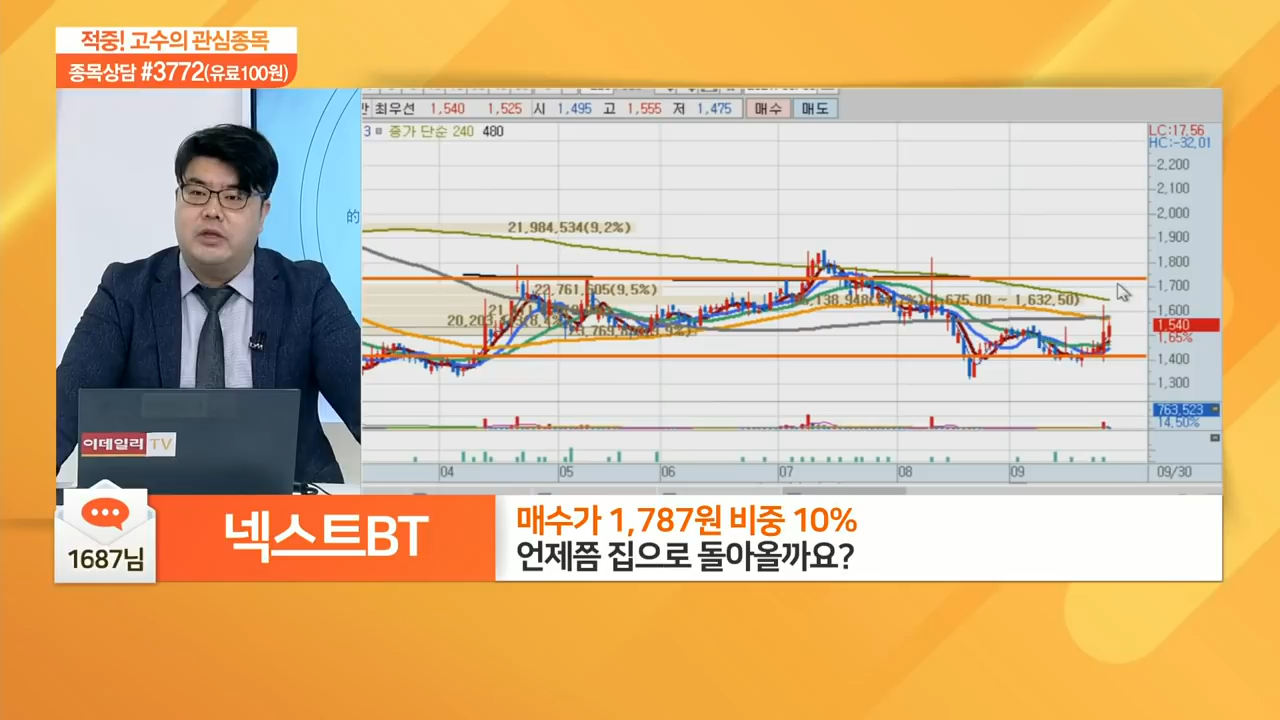 적중! 고수의 관심종목
종목상담 #3772(유료100원)
최우선 1,540 1,525 시 1,495 고 1,555 저 1,475 매수 매도
3 종가 단순 240 480
LC:17.56
HC:-32.01
2,200
2,100
2,000
1,900
1,800
1,700
1,600
1,540
1.65%
1,400
1,300
21,984,534(9.2%)
22,761,605(9.5%)
的
763,523
14.50%
04 05 06 07 08 09 09/30
이데일리 TV
1687님
넥스트BT
매수가 1,787원 비중 10%
언제쯤 집으로 돌아올까요?